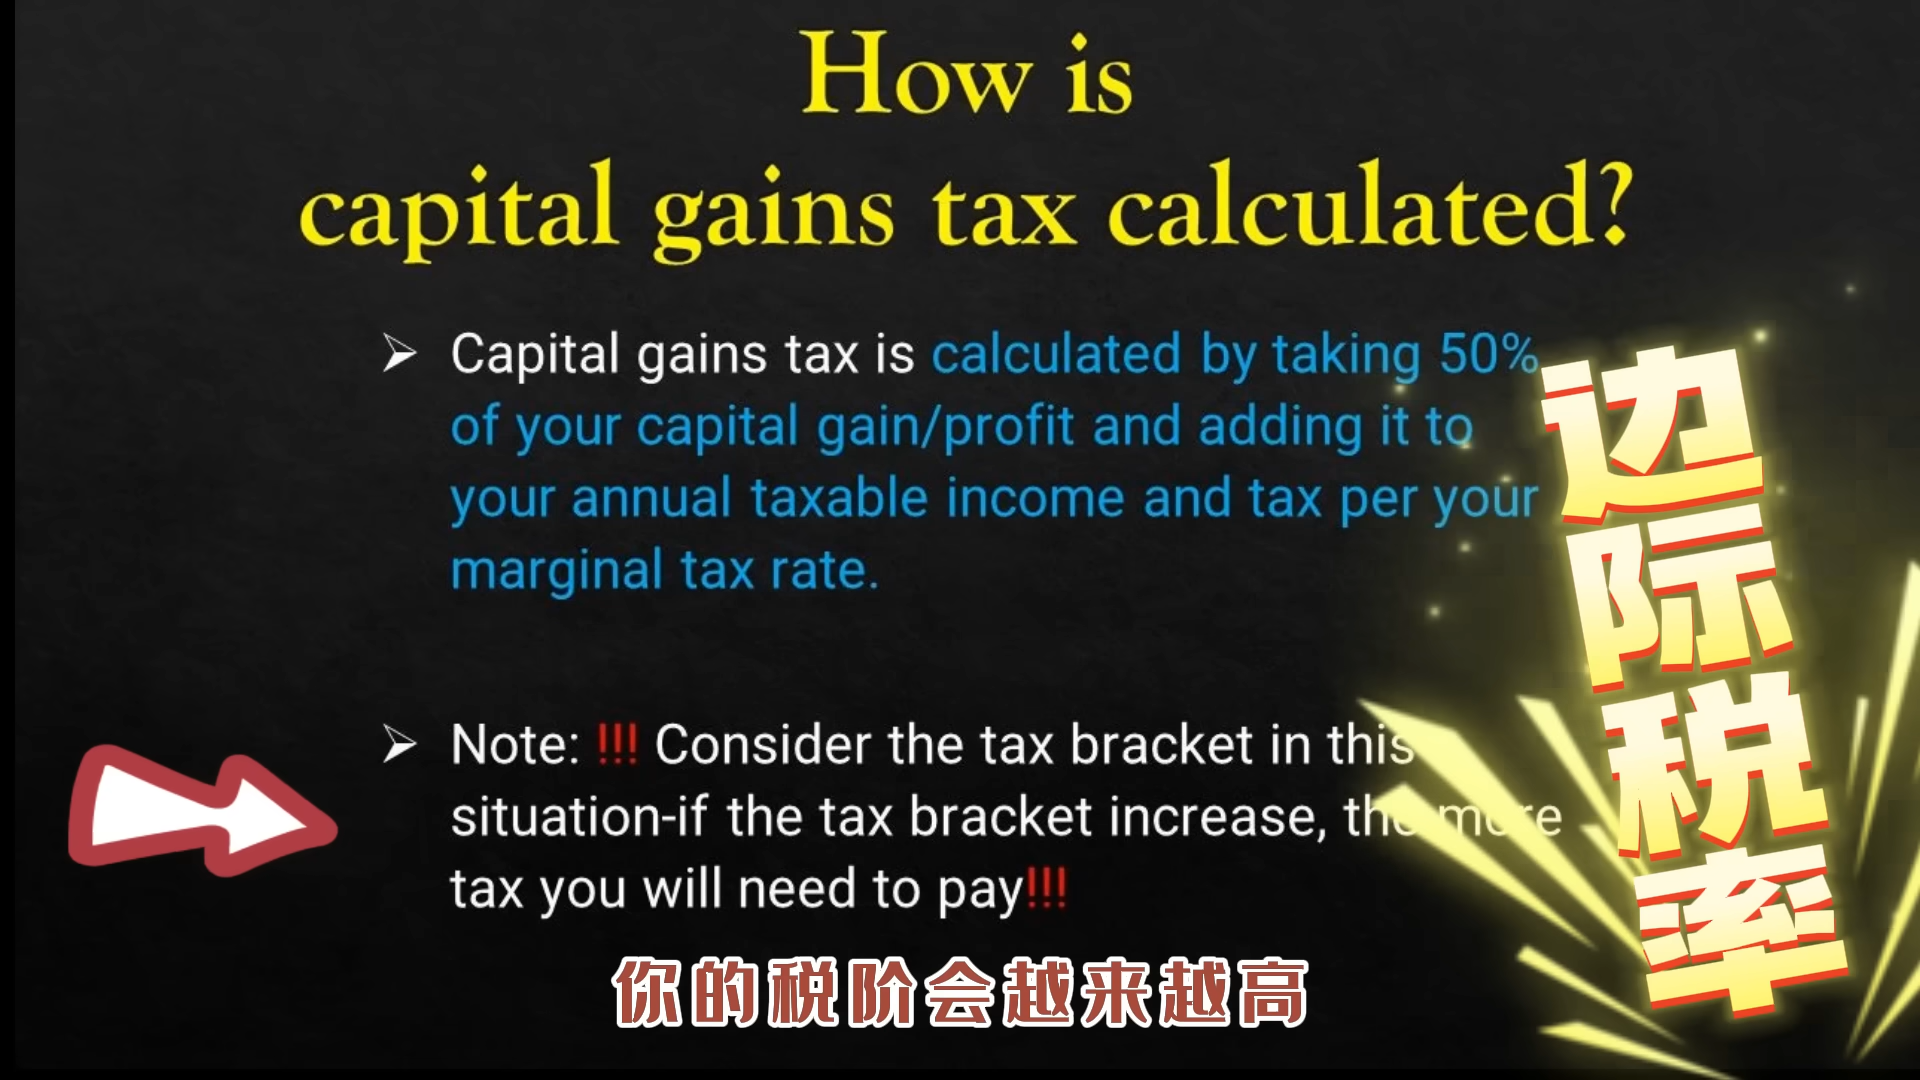 How is
capital gains tax calculated?
Capital gains tax is calculated by taking 50%
of your capital gain/profit and adding it to
your annual taxable income and tax per your
marginal tax rate.
Note: !!! Consider the tax bracket in this
situation-if the tax bracket increase, the more
tax you will need to pay!!!
边际税率
你的税阶会越来越高